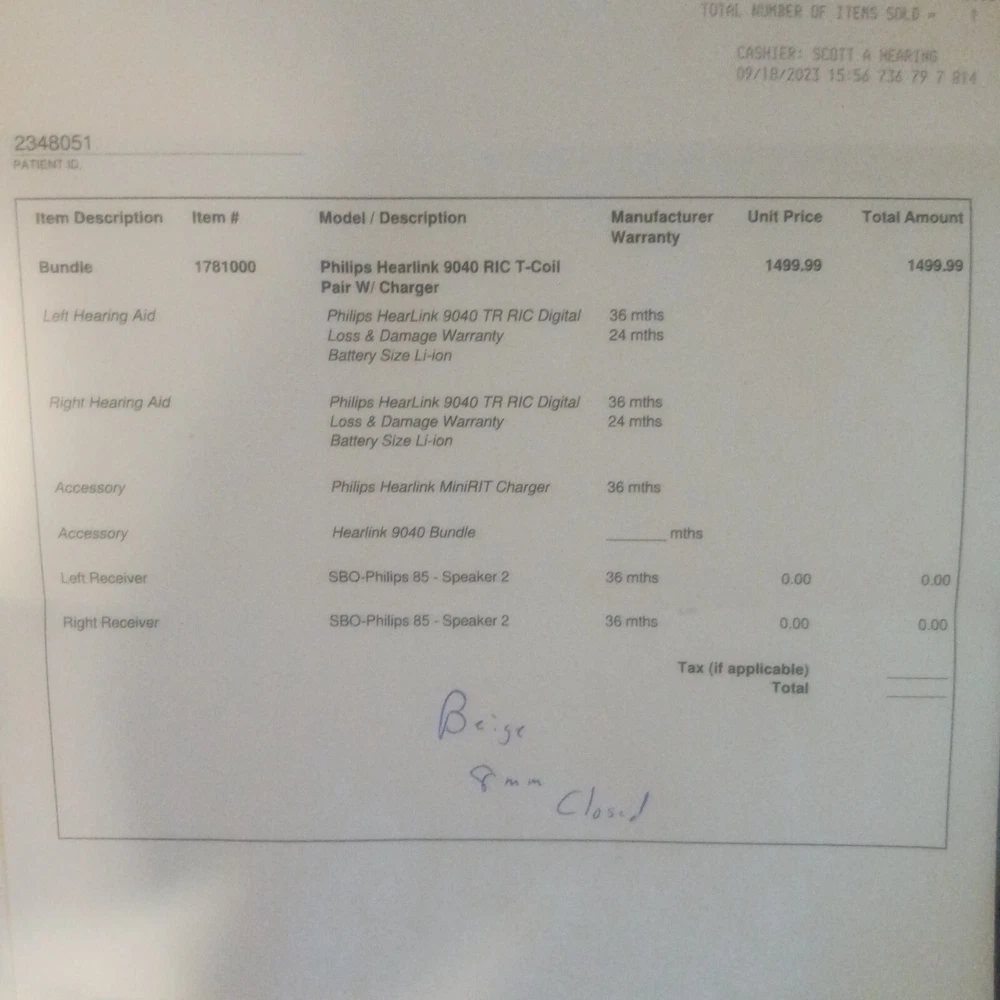 TOTAL NUMBER OF ITEMS SOLD =
CASHIER: SCOTT A HEARING
09/18/2023 15:56 736 79 7 814
2348051
PATIENT ID.
Item Description Item # Model / Description Manufacturer Warranty Unit Price Total Amount
Bundle 1781000 Philips Hearlink 9040 RIC T-Coil 1499.99 1499.99
Pair W/ Charger
Left Hearing Aid Philips HearLink 9040 TR RIC Digital 36 mths
Loss & Damage Warranty 24 mths
Battery Size Li-ion
Right Hearing Aid Philips HearLink 9040 TR RIC Digital 36 mths
Loss & Damage Warranty 24 mths
Battery Size Li-ion
Accessory Philips Hearlink MiniRIT Charger 36 mths
Accessory Hearlink 9040 Bundle ______ mths
Left Receiver SBO-Philips 85 - Speaker 2 36 mths 0.00 0.00
Right Receiver SBO-Philips 85 - Speaker 2 36 mths 0.00 0.00
Tax (if applicable)
Total
Beige
8mm
Closed